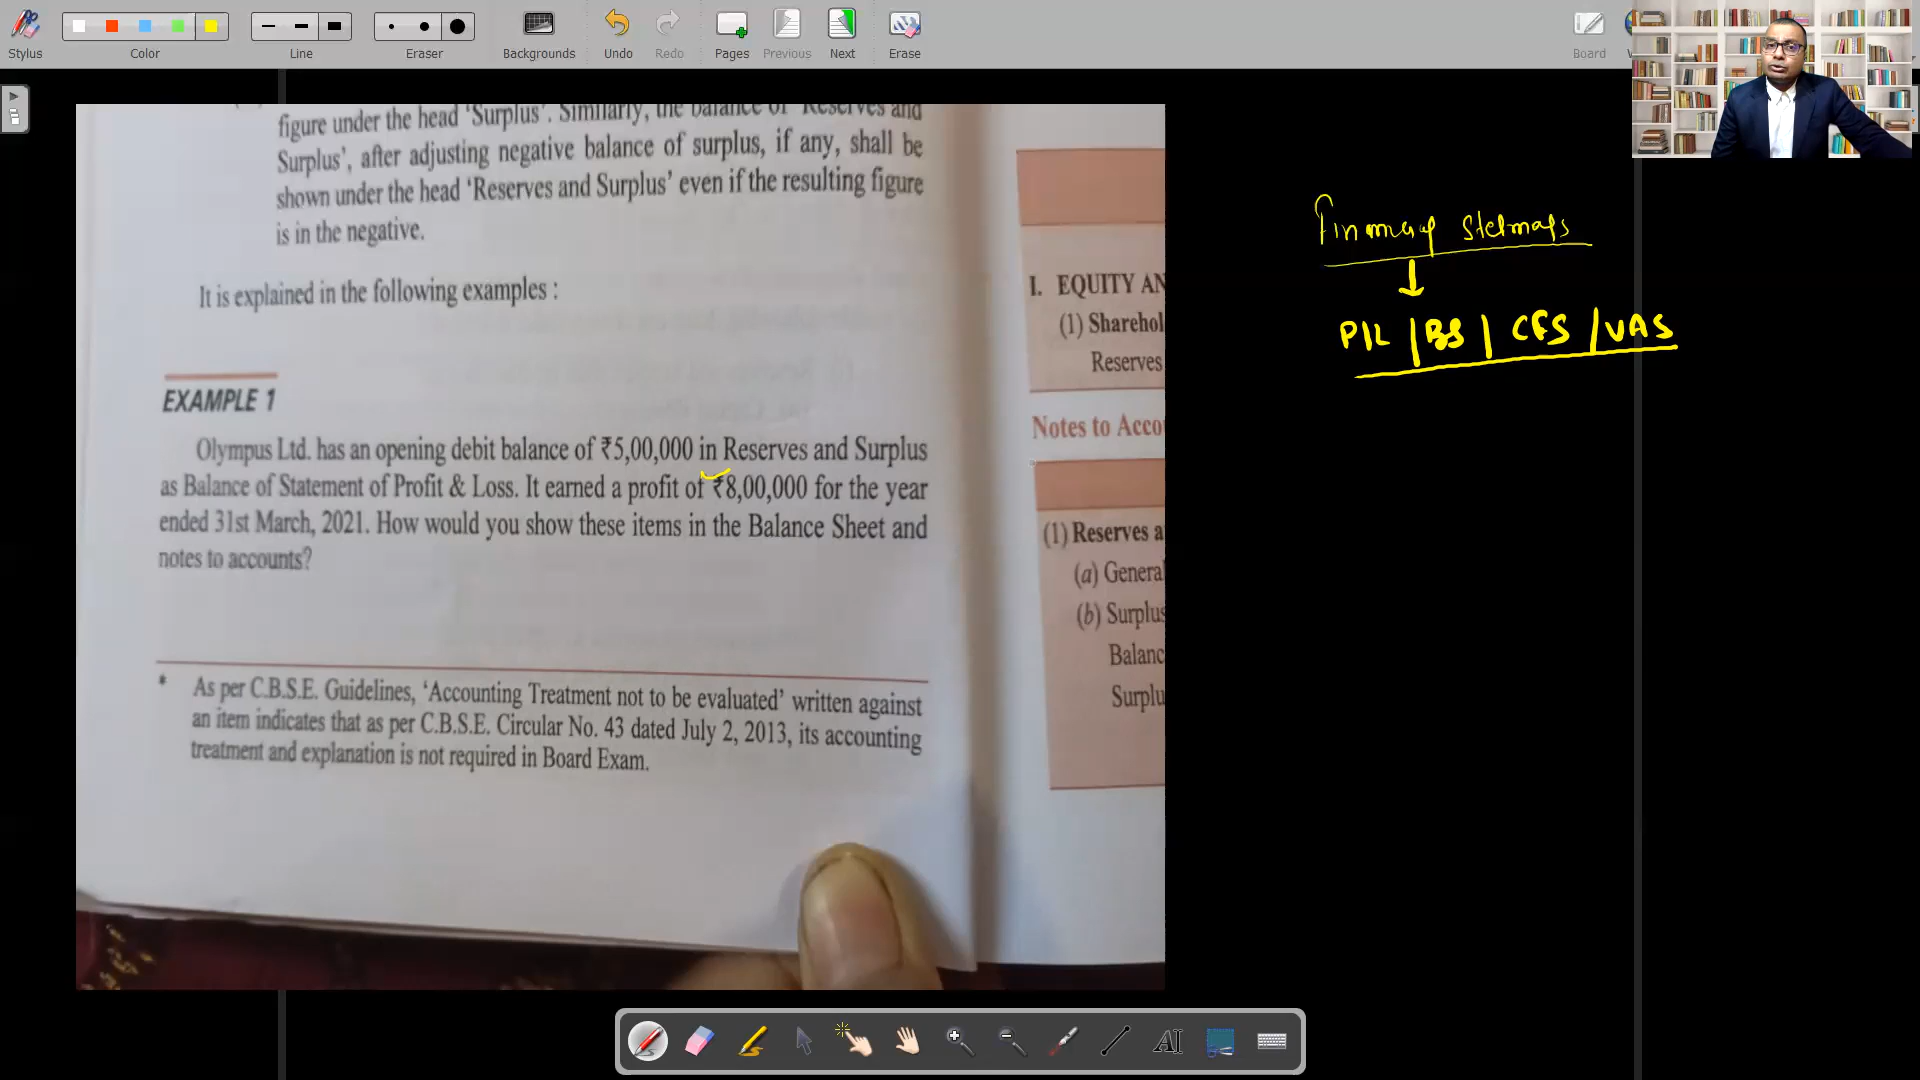 Stylus
Color
Line
Eraser
Backgrounds
Undo
Redo
Pages
Previous
Next
Erase
Board
figure under the head 'Surplus'. Similarly, the balance of 'Reserves and
Surplus', after adjusting negative balance of surplus, if any, shall be
shown under the head 'Reserves and Surplus' even if the resulting figure
is in the negative.
It is explained in the following examples :
EXAMPLE 1
Olympus Ltd. has an opening debit balance of ₹5,00,000 in Reserves and Surplus
as Balance of Statement of Profit & Loss. It earned a profit of ₹8,00,000 for the year
ended 31st March, 2021. How would you show these items in the Balance Sheet and
notes to accounts?
* As per C.B.S.E. Guidelines, 'Accounting Treatment not to be evaluated' written against
an item indicates that as per C.B.S.E. Circular No. 43 dated July 2, 2013, its accounting
treatment and explanation is not required in Board Exam.
I. EQUITY AN
(1) Sharehol
Reserves
Notes to Acco
(1) Reserves a
(a) General
(b) Surplus
Balanc
Surplu
P/L | BS | CFS | VAS